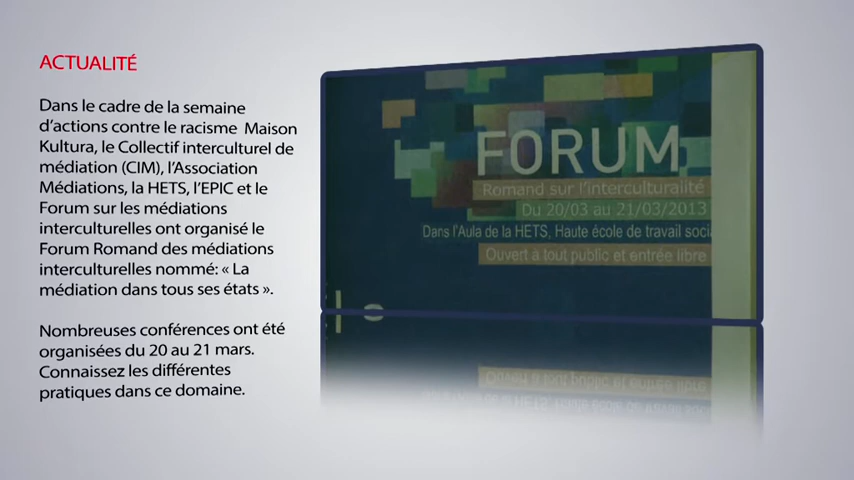 ACTUALITÉ
Dans le cadre de la semaine
d'actions contre le racisme Maison
Kultura, le Collectif interculturel de
médiation (CIM), l'Association
Médiations, la HETS, l'EPIC et le
Forum sur les médiations
interculturelles ont organisé le
Forum Romand des médiations
interculturelles nommé: « La
médiation dans tous ses états ».
Nombreuses conférences ont été
organisées du 20 au 21 mars.
Connaissez les différentes
pratiques dans ce domaine.
FORUM
Romand sur l'interculturalité
Du 20/03 au 21/03/2013
Dans l'Aula de la HETS, Haute école de travail socia
Ouvert à tout public et entrée libre